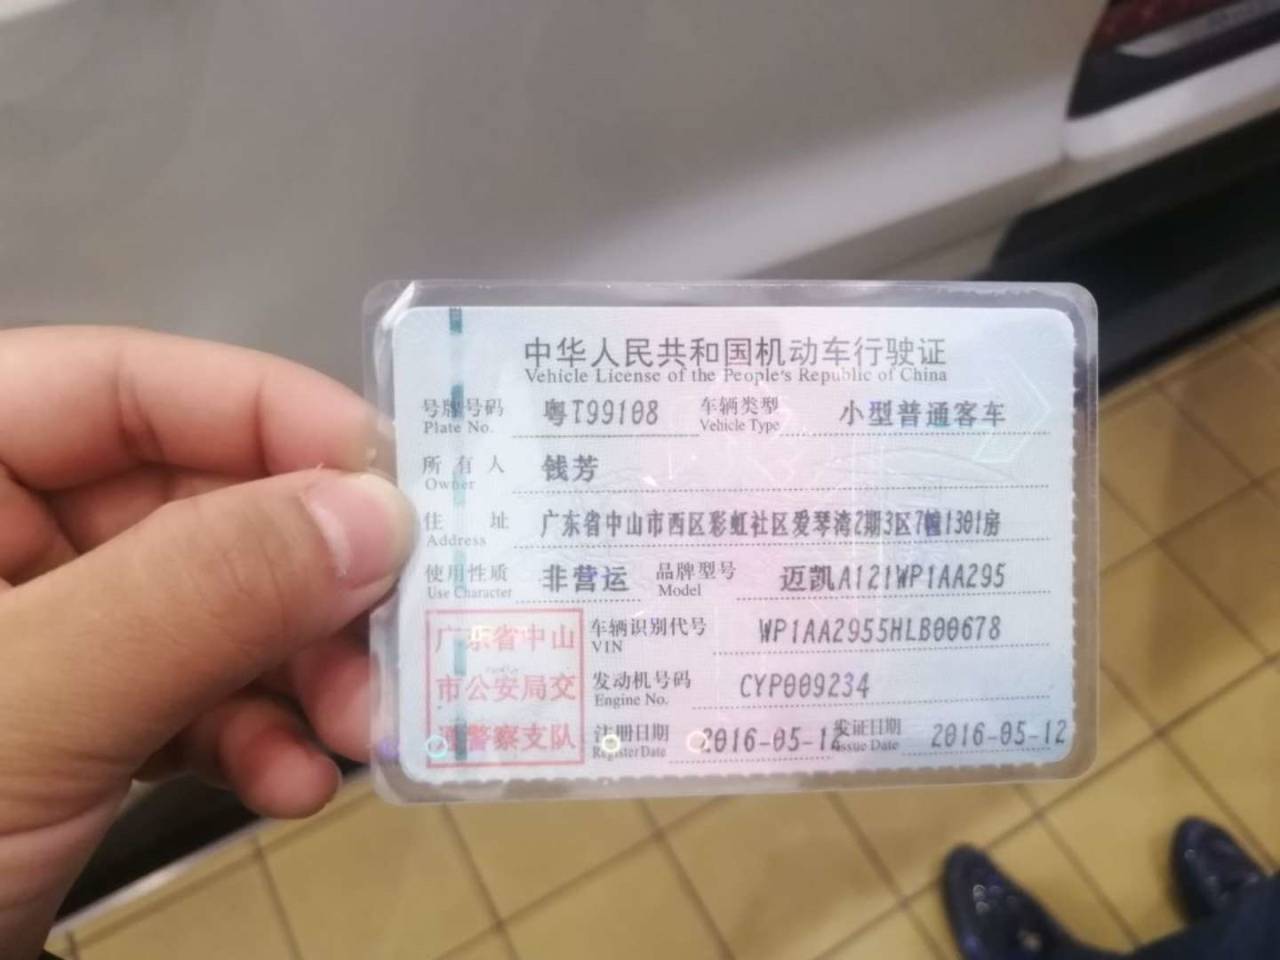 中华人民共和国机动车行驶证
Vehicle License of the People's Republic of China
号牌号码 粤T99108 车辆类型 小型普通客车
Plate No. Vehicle Type
所有人 钱芳
Owner
住址 广东省中山市西区彩虹社区爱琴湾2期3区7幢1301房
Address
使用性质 非营运 品牌型号 迈凯A121WP1AA295
Use Character Model
广东省中山 车辆识别代号 WP1AA2955HLB00678
VIN
市公安局交 发动机号码 CYP009234
Engine No.
警察支队 注册日期 2016-05-12 发证日期 2016-05-12
Register Date Issue Date